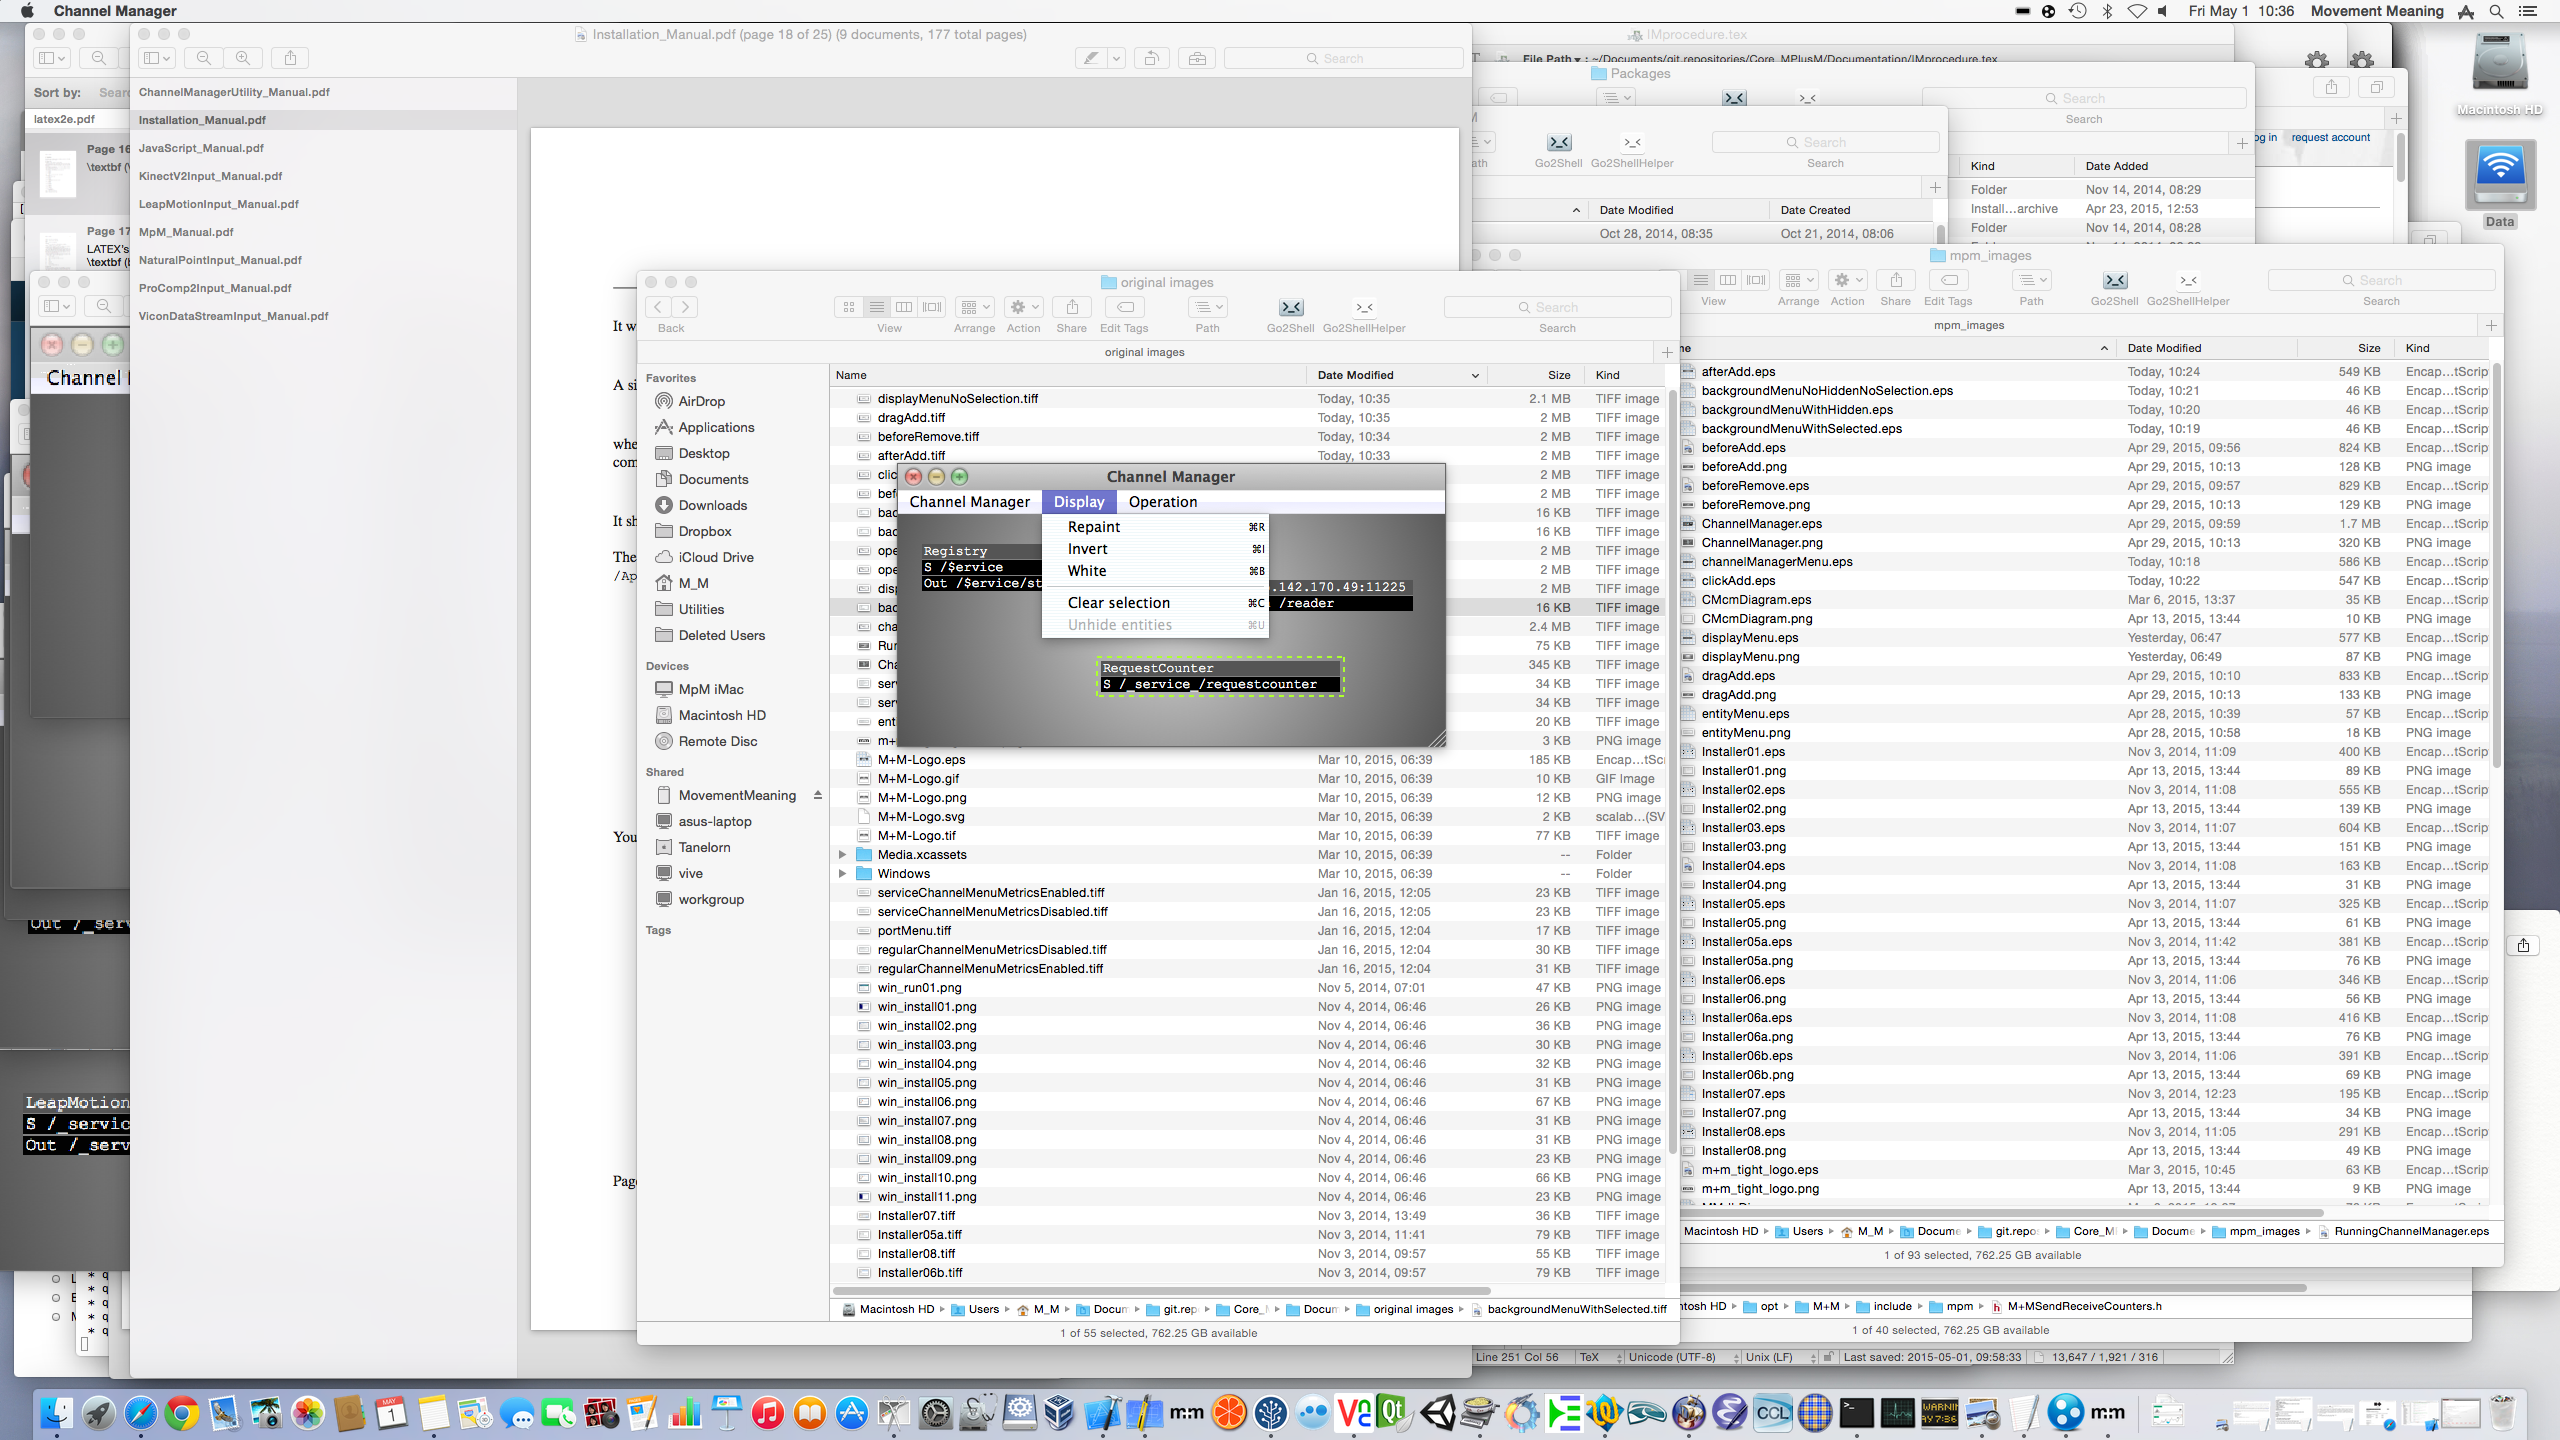 Channel Manager
Fri May 1 10:36 Movement Meaning
Installation_Manual.pdf (page 18 of 25) (9 documents, 177 total pages)
IMprocedure.tex
Search
File Path ▾ : ~/Documents/git.repositories/Core_MPlusM/Documentation/IMprocedure.tex
Packages
Search
Search
Macintosh HD
Data
Sort by:
latex2e.pdf
Page 16
Page 17
LATEX's
ChannelManagerUtility_Manual.pdf
Installation_Manual.pdf
JavaScript_Manual.pdf
KinectV2Input_Manual.pdf
LeapMotionInput_Manual.pdf
MpM_Manual.pdf
NaturalPointInput_Manual.pdf
ProComp2Input_Manual.pdf
ViconDataStreamInput_Manual.pdf
Go2Shell Go2ShellHelper Search
Search
request account
Kind Date Added
Folder Nov 14, 2014, 08:29
Install...archive Apr 23, 2015, 12:53
Folder Nov 14, 2014, 08:28
Date Modified Date Created
Oct 28, 2014, 08:35 Oct 21, 2014, 08:06
original images
Back View Arrange Action Share Edit Tags Path Go2Shell Go2ShellHelper Search
Search
original images
Favorites
AirDrop
Applications
Desktop
Documents
Downloads
Dropbox
iCloud Drive
M_M
Utilities
Deleted Users
Devices
MpM iMac
Macintosh HD
Remote Disc
Shared
MovementMeaning
asus-laptop
Tanelorn
vive
workgroup
Tags
Name Date Modified Size Kind
displayMenuNoSelection.tiff Today, 10:35 2.1 MB TIFF image
dragAdd.tiff Today, 10:35 2 MB TIFF image
beforeRemove.tiff Today, 10:34 2 MB TIFF image
afterAdd.tiff Today, 10:33 2 MB TIFF image
2 MB TIFF image
2 MB TIFF image
16 KB TIFF image
16 KB TIFF image
2 MB TIFF image
2 MB TIFF image
2 MB TIFF image
16 KB TIFF image
2.4 MB TIFF image
75 KB TIFF image
345 KB TIFF image
34 KB TIFF image
34 KB TIFF image
20 KB TIFF image
3 KB PNG image
M+M-Logo.eps Mar 10, 2015, 06:39 185 KB Encap...tScr
M+M-Logo.gif Mar 10, 2015, 06:39 10 KB GIF Image
M+M-Logo.png Mar 10, 2015, 06:39 12 KB PNG image
M+M-Logo.svg Mar 10, 2015, 06:39 2 KB scalab...(SV
M+M-Logo.tif Mar 10, 2015, 06:39 77 KB TIFF image
Media.xcassets Mar 10, 2015, 06:39 -- Folder
Windows Mar 10, 2015, 06:39 -- Folder
serviceChannelMenuMetricsEnabled.tiff Jan 16, 2015, 12:05 23 KB TIFF image
serviceChannelMenuMetricsDisabled.tiff Jan 16, 2015, 12:05 23 KB TIFF image
portMenu.tiff Jan 16, 2015, 12:04 17 KB TIFF image
regularChannelMenuMetricsDisabled.tiff Jan 16, 2015, 12:04 30 KB TIFF image
regularChannelMenuMetricsEnabled.tiff Jan 16, 2015, 12:04 31 KB TIFF image
win_run01.png Nov 5, 2014, 07:01 47 KB PNG image
win_install01.png Nov 4, 2014, 06:46 26 KB PNG image
win_install02.png Nov 4, 2014, 06:46 36 KB PNG image
win_install03.png Nov 4, 2014, 06:46 30 KB PNG image
win_install04.png Nov 4, 2014, 06:46 32 KB PNG image
win_install05.png Nov 4, 2014, 06:46 31 KB PNG image
win_install06.png Nov 4, 2014, 06:46 67 KB PNG image
win_install07.png Nov 4, 2014, 06:46 31 KB PNG image
win_install08.png Nov 4, 2014, 06:46 31 KB PNG image
win_install09.png Nov 4, 2014, 06:46 23 KB PNG image
win_install10.png Nov 4, 2014, 06:46 66 KB PNG image
win_install11.png Nov 4, 2014, 06:46 23 KB PNG image
Installer07.tiff Nov 3, 2014, 13:49 36 KB TIFF image
Installer05a.tiff Nov 3, 2014, 11:41 79 KB TIFF image
Installer08.tiff Nov 3, 2014, 09:57 55 KB TIFF image
Installer06b.tiff Nov 3, 2014, 09:57 79 KB TIFF image
Macintosh HD Users M_M Docum git.rep Core_ Docum original images backgroundMenuWithSelected.tiff
1 of 55 selected, 762.25 GB available
Channel Manager
Channel Manager Display Operation
Repaint ⌘R
Invert ⌘I
White ⌘B
Clear selection ⌘C
Unhide entities ⌘U
Registry
S /$ervice
Out /$ervice/st
.142.170.49:11225
/reader
RequestCounter
S /_service_/requestcounter
mpm_images
View Arrange Action Share Edit Tags Path Go2Shell Go2ShellHelper Search
Search
mpm_images
Date Modified Size Kind
afterAdd.eps Today, 10:24 549 KB Encap...tScrip
backgroundMenuNoHiddenNoSelection.eps Today, 10:21 46 KB Encap...tScrip
backgroundMenuWithHidden.eps Today, 10:20 46 KB Encap...tScrip
backgroundMenuWithSelected.eps Today, 10:19 46 KB Encap...tScrip
beforeAdd.eps Apr 29, 2015, 09:56 824 KB Encap...tScrip
beforeAdd.png Apr 29, 2015, 10:13 128 KB PNG image
beforeRemove.eps Apr 29, 2015, 09:57 829 KB Encap...tScrip
beforeRemove.png Apr 29, 2015, 10:13 129 KB PNG image
ChannelManager.eps Apr 29, 2015, 09:59 1.7 MB Encap...tScrip
ChannelManager.png Apr 29, 2015, 10:13 320 KB PNG image
channelManagerMenu.eps Today, 10:18 586 KB Encap...tScrip
clickAdd.eps Today, 10:22 547 KB Encap...tScrip
CMcmDiagram.eps Mar 6, 2015, 13:37 35 KB Encap...tScrip
CMcmDiagram.png Apr 13, 2015, 13:44 10 KB PNG image
displayMenu.eps Yesterday, 06:47 577 KB Encap...tScrip
displayMenu.png Yesterday, 06:49 87 KB PNG image
dragAdd.eps Apr 29, 2015, 10:10 833 KB Encap...tScrip
dragAdd.png Apr 29, 2015, 10:13 133 KB PNG image
entityMenu.eps Apr 28, 2015, 10:39 57 KB Encap...tScrip
entityMenu.png Apr 28, 2015, 10:58 18 KB PNG image
Installer01.eps Nov 3, 2014, 11:09 400 KB Encap...tScrip
Installer01.png Apr 13, 2015, 13:44 89 KB PNG image
Installer02.eps Nov 3, 2014, 11:08 555 KB Encap...tScrip
Installer02.png Apr 13, 2015, 13:44 139 KB PNG image
Installer03.eps Nov 3, 2014, 11:07 604 KB Encap...tScrip
Installer03.png Apr 13, 2015, 13:44 151 KB PNG image
Installer04.eps Nov 3, 2014, 11:08 163 KB Encap...tScrip
Installer04.png Apr 13, 2015, 13:44 31 KB PNG image
Installer05.eps Nov 3, 2014, 11:07 325 KB Encap...tScrip
Installer05.png Apr 13, 2015, 13:44 61 KB PNG image
Installer05a.eps Nov 3, 2014, 11:42 381 KB Encap...tScrip
Installer05a.png Apr 13, 2015, 13:44 76 KB PNG image
Installer06.eps Nov 3, 2014, 11:06 346 KB Encap...tScrip
Installer06.png Apr 13, 2015, 13:44 56 KB PNG image
Installer06a.eps Nov 3, 2014, 11:08 416 KB Encap...tScrip
Installer06a.png Apr 13, 2015, 13:44 76 KB PNG image
Installer06b.eps Nov 3, 2014, 11:06 391 KB Encap...tScrip
Installer06b.png Apr 13, 2015, 13:44 69 KB PNG image
Installer07.eps Nov 3, 2014, 12:23 195 KB Encap...tScrip
Installer07.png Apr 13, 2015, 13:44 34 KB PNG image
Installer08.eps Nov 3, 2014, 11:05 291 KB Encap...tScrip
Installer08.png Apr 13, 2015, 13:44 49 KB PNG image
m+m_tight_logo.eps Mar 3, 2015, 10:45 63 KB Encap...tScrip
m+m_tight_logo.png Apr 13, 2015, 13:44 9 KB PNG image
Macintosh HD Users M_M Docume git.repo Core_M Docume mpm_images RunningChannelManager.eps
1 of 93 selected, 762.25 GB available
ntosh HD opt M+M include mpm M+MSendReceiveCounters.h
1 of 40 selected, 762.25 GB available
Line 251 Col 56 TeX Unicode (UTF-8) Unix (LF) Last saved: 2015-05-01, 09:58:33 13,647 / 1,921 / 316
Channel
Out /_serv
LeapMotion
S /_servic
Out /_serv
It w
A si
whe
com
It sh
The
/Ap
You
Page